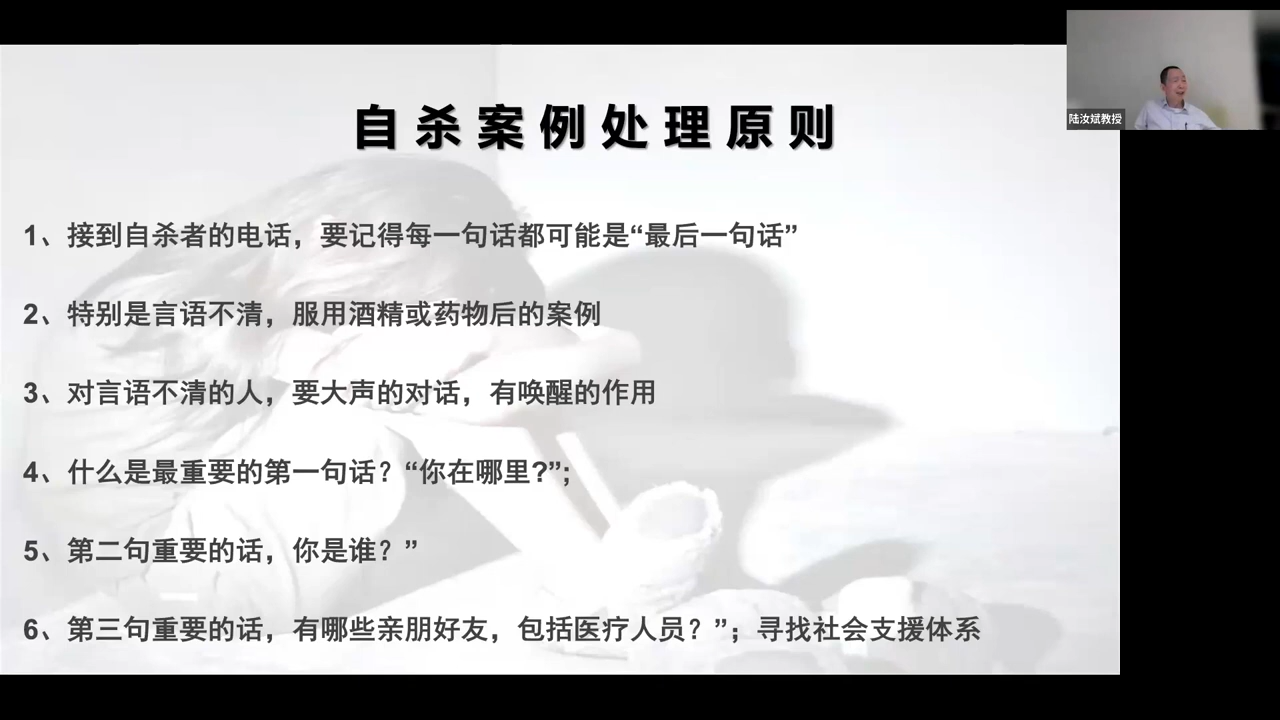 自杀案例处理原则
陆汝斌教授
1、接到自杀者的电话，要记得每一句话都可能是“最后一句话”
2、特别是言语不清，服用酒精或药物后的案例
3、对言语不清的人，要大声的对话，有唤醒的作用
4、什么是最重要的第一句话？“你在哪里?”;
5、第二句重要的话，你是谁？”
6、第三句重要的话，有哪些亲朋好友，包括医疗人员？”；寻找社会支援体系